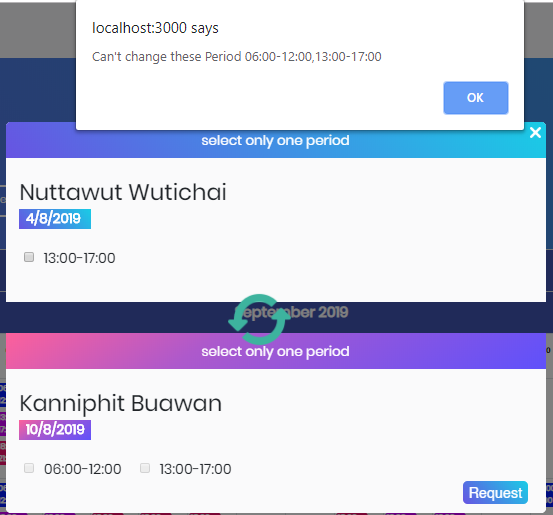 localhost:3000 says
Can't change these Period 06:00-12:00,13:00-17:00
OK
select only one period
Nuttawut Wutichai
4/8/2019
13:00-17:00
September 2019
select only one period
Kanniphit Buawan
10/8/2019
06:00-12:00 13:00-17:00
Request